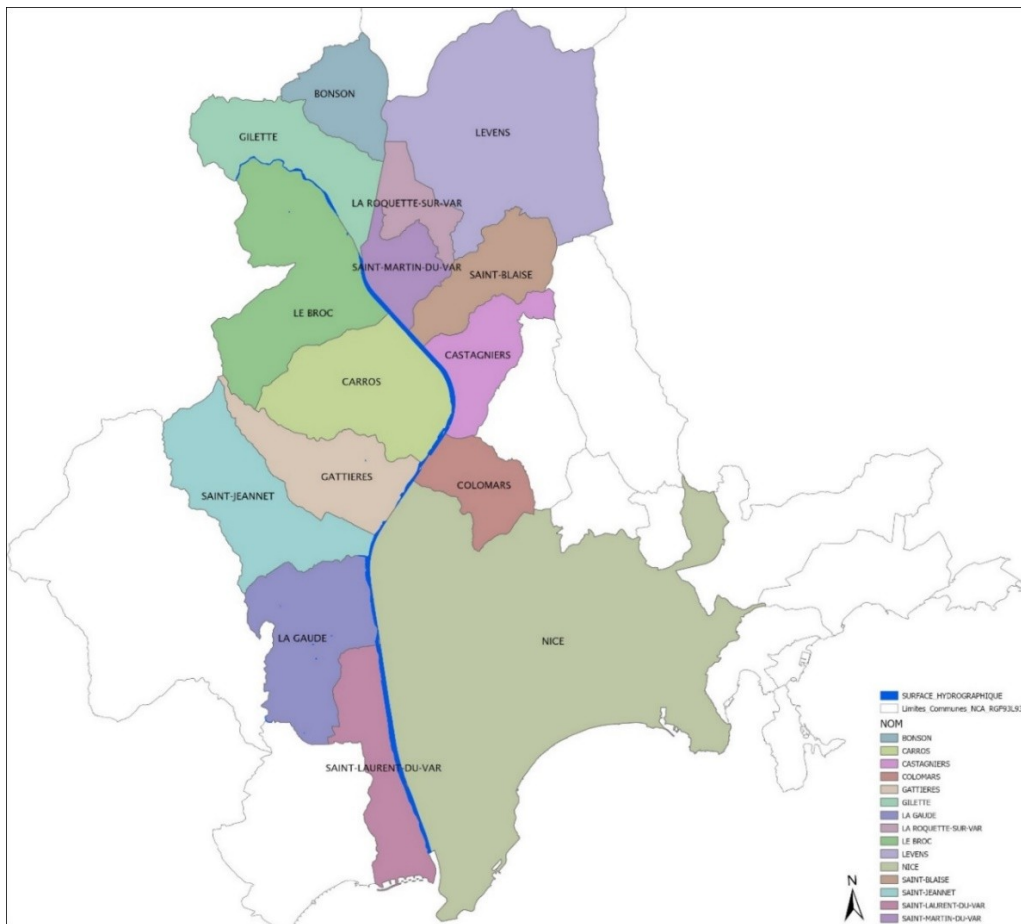 BONSON
LEVENS
GILETTE
LA ROQUETTE-SUR-VAR
SAINT-MARTIN-DU-VAR
SAINT-BLAISE
LE BROC
CASTAGNIERS
CARROS
GATTIERES
COLOMARS
SAINT-JEANNET
LA GAUDE
NICE
SAINT-LAURENT-DU-VAR
SURFACE_HYDROGRAPHIQUE
Limites_Communes_NCA_RGF93L93
NOM
BONSON
CARROS
CASTAGNIERS
COLOMARS
GATTIERES
GILETTE
LA GAUDE
LA ROQUETTE-SUR-VAR
LE BROC
LEVENS
NICE
SAINT-BLAISE
SAINT-JEANNET
SAINT-LAURENT-DU-VAR
SAINT-MARTIN-DU-VAR
N